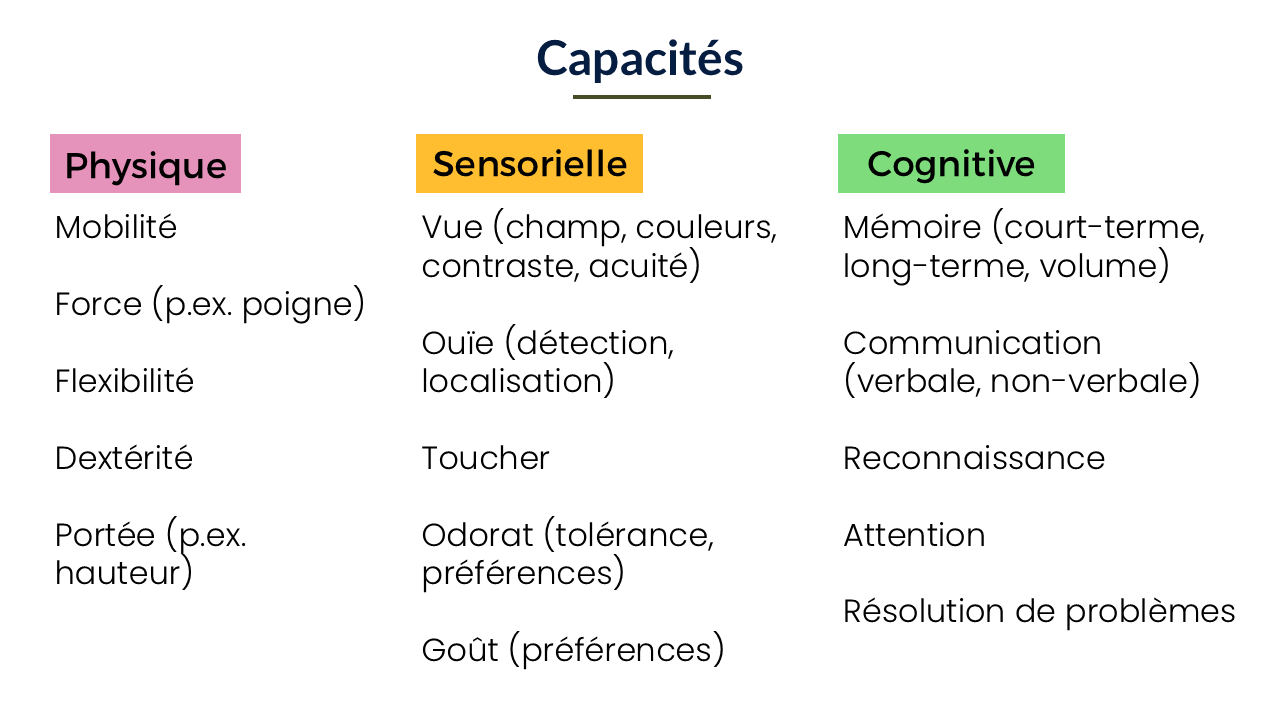 Capacités
Physique
Mobilité
Force (p.ex. poigne)
Flexibilité
Dextérité
Portée (p.ex.
hauteur)
Sensorielle
Vue (champ, couleurs,
contraste, acuité)
Ouïe (détection,
localisation)
Toucher
Odorat (tolérance,
préférences)
Goût (préférences)
Cognitive
Mémoire (court-terme,
long-terme, volume)
Communication
(verbale, non-verbale)
Reconnaissance
Attention
Résolution de problèmes